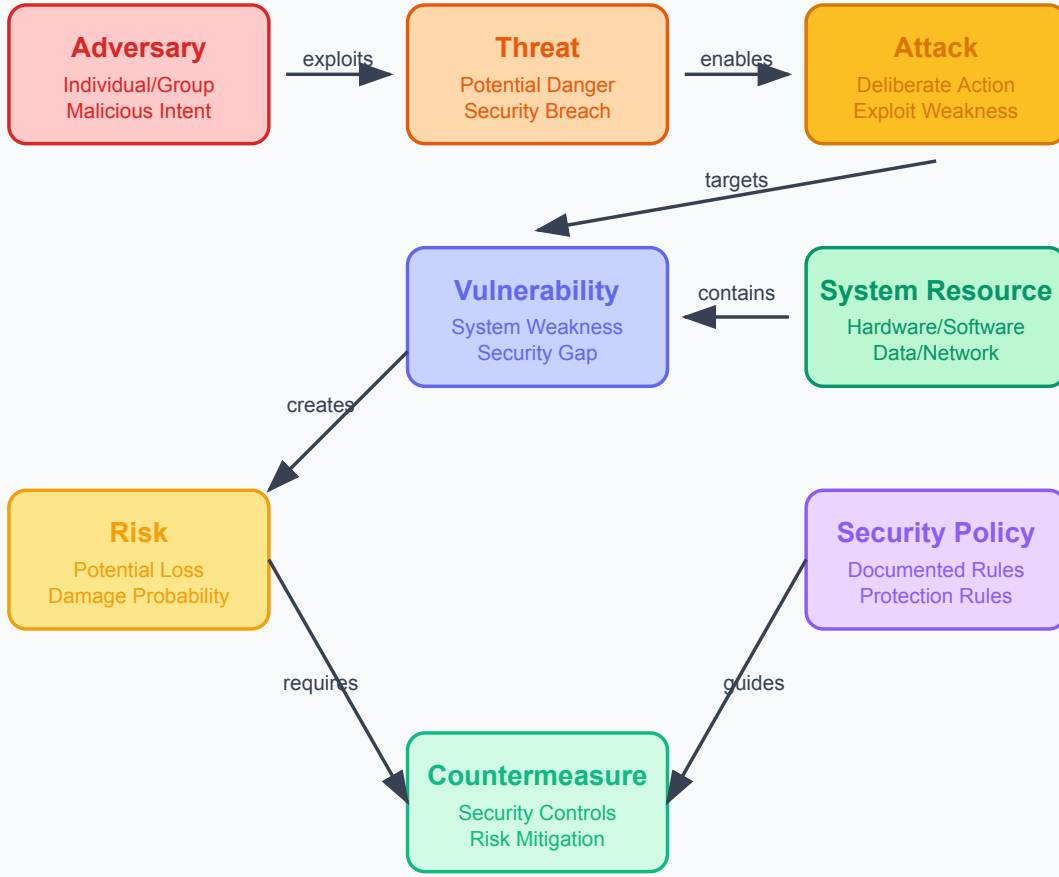 Adversary
Individual/Group
Malicious Intent
exploits
Threat
Potential Danger
Security Breach
enables
Attack
Deliberate Action
Exploit Weakness
targets
Vulnerability
System Weakness
Security Gap
contains
System Resource
Hardware/Software
Data/Network
creates
Risk
Potential Loss
Damage Probability
Security Policy
Documented Rules
Protection Rules
requires
guides
Countermeasure
Security Controls
Risk Mitigation